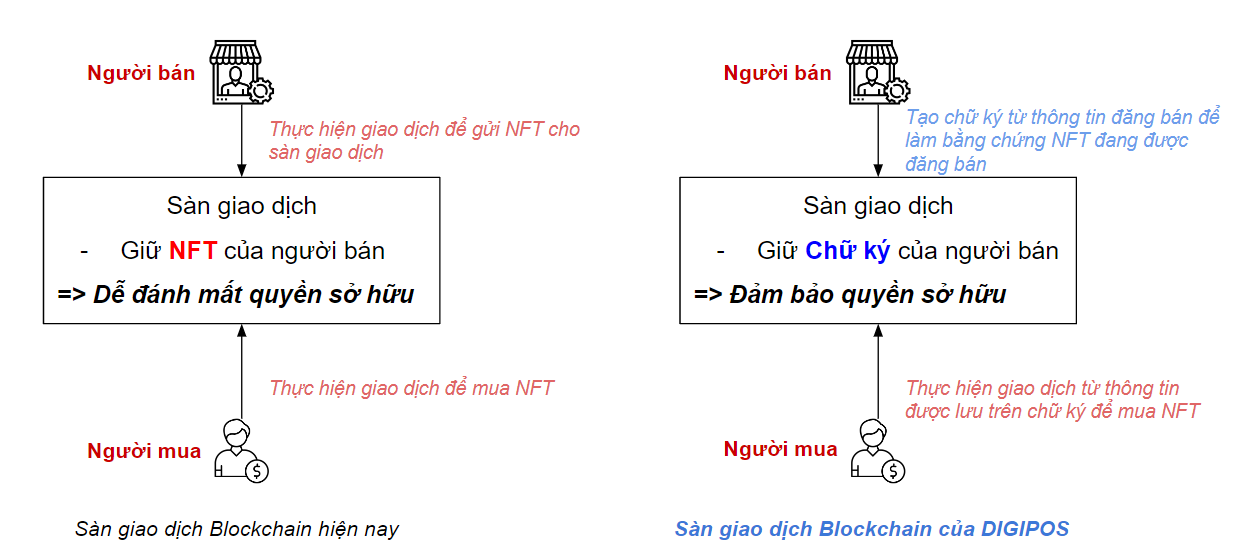 Người bán
Thực hiện giao dịch để gửi NFT cho
sàn giao dịch
Sàn giao dịch
- Giữ NFT của người bán
=> Dễ đánh mất quyền sở hữu
Thực hiện giao dịch để mua NFT
Người mua
$
Sàn giao dịch Blockchain hiện nay
Người bán
Tạo chữ ký từ thông tin đăng bán để
làm bằng chứng NFT đang được
đăng bán
Sàn giao dịch
- Giữ Chữ ký của người bán
=> Đảm bảo quyền sở hữu
Thực hiện giao dịch từ thông tin
được lưu trên chữ ký để mua NFT
Người mua
$
Sàn giao dịch Blockchain của DIGIPOS